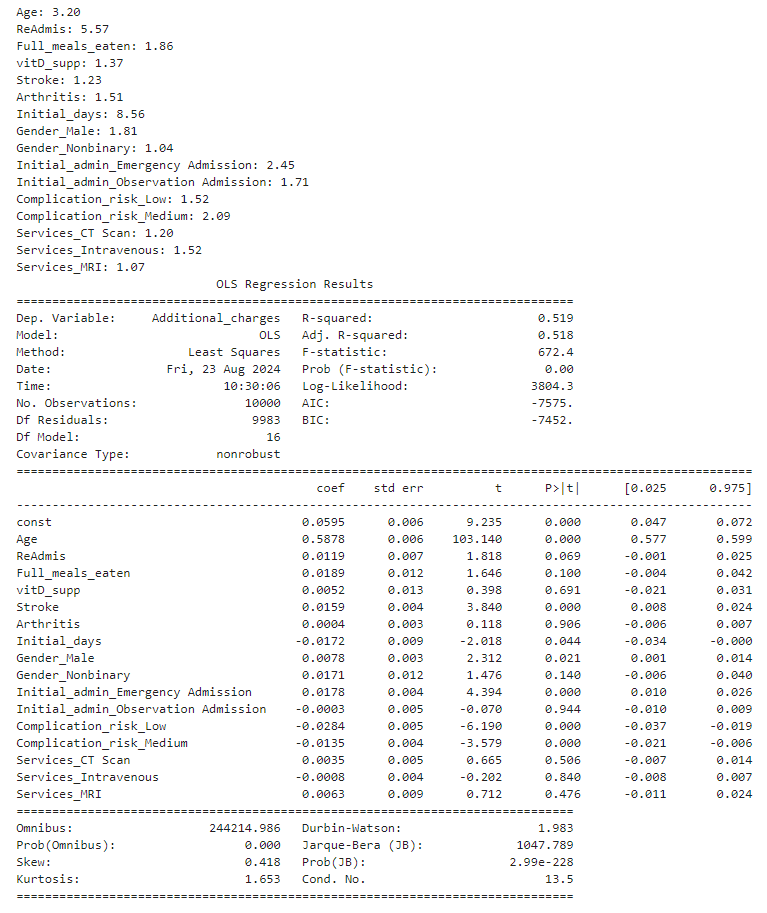 Age: 3.20
ReAdmis: 5.57
Full_meals_eaten: 1.86
vitD_supp: 1.37
Stroke: 1.23
Arthritis: 1.51
Initial_days: 8.56
Gender_Male: 1.81
Gender_Nonbinary: 1.04
Initial_admin_Emergency Admission: 2.45
Initial_admin_Observation Admission: 1.71
Complication_risk_Low: 1.52
Complication_risk_Medium: 2.09
Services_CT Scan: 1.20
Services_Intravenous: 1.52
Services_MRI: 1.07
OLS Regression Results
==============================================================================
Dep. Variable: Additional_charges R-squared: 0.519
Model: OLS Adj. R-squared: 0.518
Method: Least Squares F-statistic: 672.4
Date: Fri, 23 Aug 2024 Prob (F-statistic): 0.00
Time: 10:30:06 Log-Likelihood: 3804.3
No. Observations: 10000 AIC: -7575.
Df Residuals: 9983 BIC: -7452.
Df Model: 16
Covariance Type: nonrobust
=======================================================================================================
coef std err t P>|t| [0.025 0.975]
-------------------------------------------------------------------------------------------------------
const 0.0595 0.006 9.235 0.000 0.047 0.072
Age 0.5878 0.006 103.140 0.000 0.577 0.599
ReAdmis 0.0119 0.007 1.818 0.069 -0.001 0.025
Full_meals_eaten 0.0189 0.012 1.646 0.100 -0.004 0.042
vitD_supp 0.0052 0.013 0.398 0.691 -0.021 0.031
Stroke 0.0159 0.004 3.840 0.000 0.008 0.024
Arthritis 0.0004 0.003 0.118 0.906 -0.006 0.007
Initial_days -0.0172 0.009 -2.018 0.044 -0.034 -0.000
Gender_Male 0.0078 0.003 2.312 0.021 0.001 0.014
Gender_Nonbinary 0.0171 0.012 1.476 0.140 -0.006 0.040
Initial_admin_Emergency Admission 0.0178 0.004 4.394 0.000 0.010 0.026
Initial_admin_Observation Admission -0.0003 0.005 -0.070 0.944 -0.010 0.009
Complication_risk_Low -0.0284 0.005 -6.190 0.000 -0.037 -0.019
Complication_risk_Medium -0.0135 0.004 -3.579 0.000 -0.021 -0.006
Services_CT Scan 0.0035 0.005 0.665 0.506 -0.007 0.014
Services_Intravenous -0.0008 0.004 -0.202 0.840 -0.008 0.007
Services_MRI 0.0063 0.009 0.712 0.476 -0.011 0.024
==============================================================================
Omnibus: 244214.986 Durbin-Watson: 1.983
Prob(Omnibus): 0.000 Jarque-Bera (JB): 1047.789
Skew: 0.418 Prob(JB): 2.99e-228
Kurtosis: 1.653 Cond. No. 13.5
==============================================================================